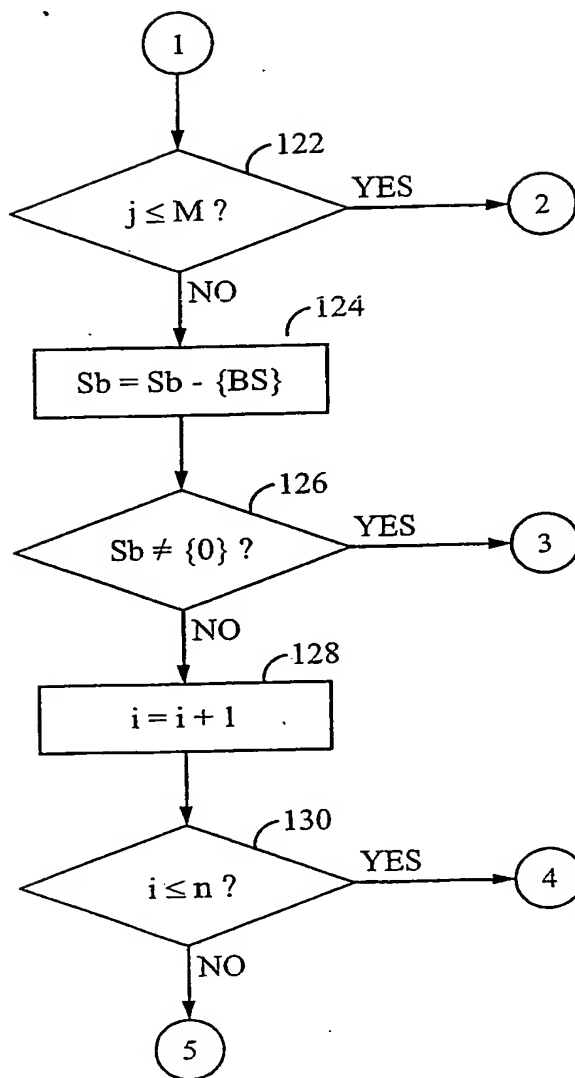 1
122
j ≤ M ?
YES
2
NO
124
Sb = Sb - {BS}
126
Sb ≠ {0} ?
YES
3
NO
128
i = i + 1
130
i ≤ n ?
YES
4
NO
5